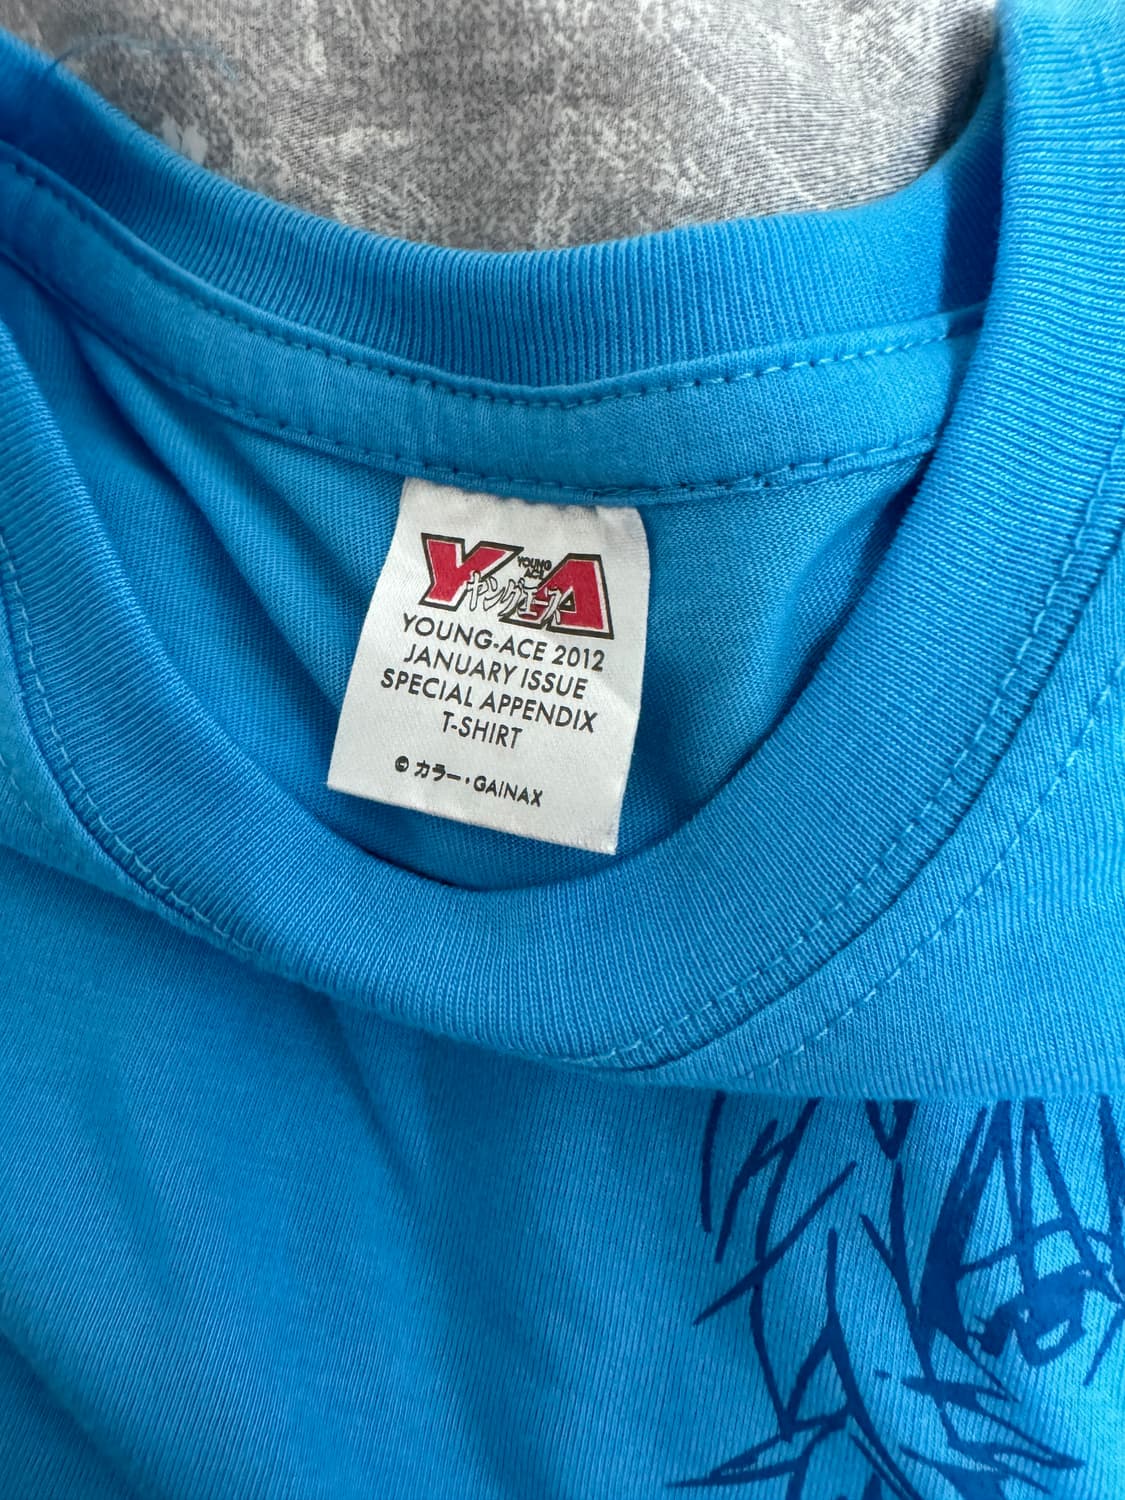 YOUNG
ACE
ヤングエース
YA
YOUNG-ACE 2012
JANUARY ISSUE
SPECIAL APPENDIX
T-SHIRT
© カラー・GAINAX